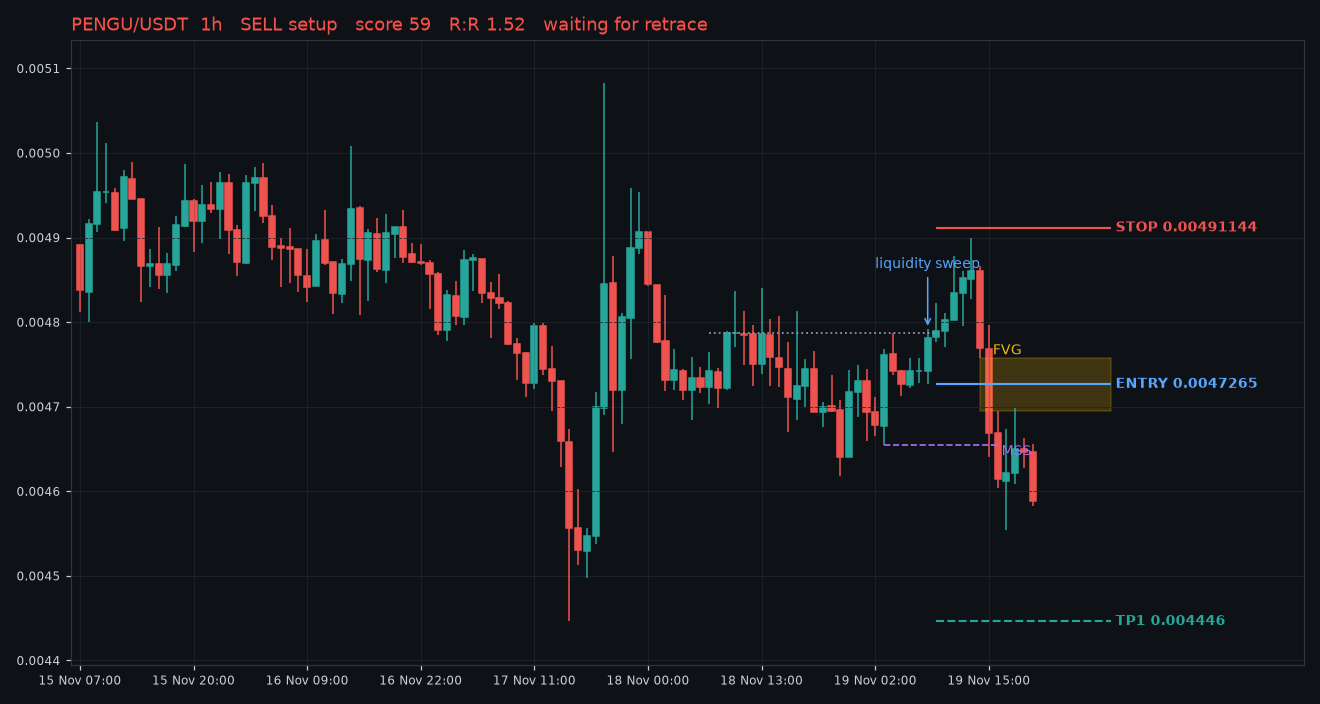 PENGU/USDT 1h SELL setup score 59 R:R 1.52 waiting for retrace
0.0051
0.0050
0.0049
0.0048
0.0047
0.0046
0.0045
0.0044
STOP 0.00491144
liquidity sweep
FVG
ENTRY 0.0047265
MSS
TP1 0.004446
15 Nov 07:00 15 Nov 20:00 16 Nov 09:00 16 Nov 22:00 17 Nov 11:00 18 Nov 00:00 18 Nov 13:00 19 Nov 02:00 19 Nov 15:00